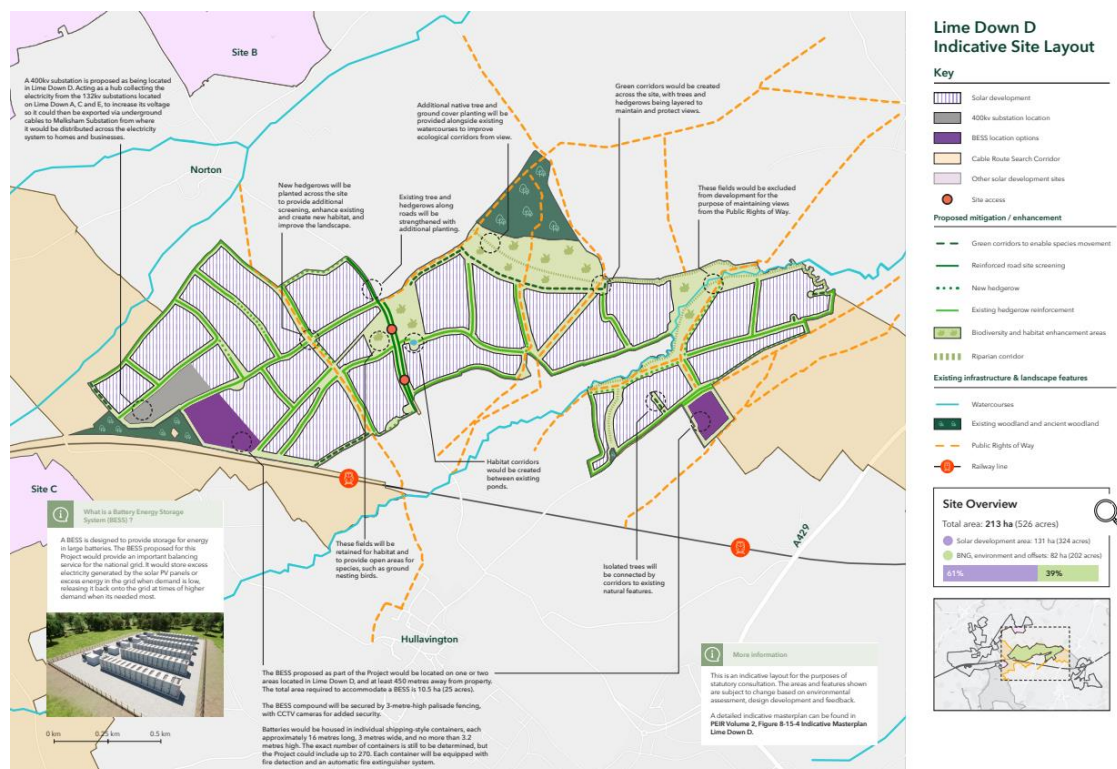 Lime Down D
Indicative Site Layout
Key
Solar development
400kv substation location
BESS location options
Cable Route Search Corridor
Other solar development sites
Site access
Proposed mitigation / enhancement
Green corridors to enable species movement
Reinforced road site screening
New hedgerow
Existing hedgerow reinforcement
Biodiversity and habitat enhancement areas
Riparian corridor
Existing infrastructure & landscape features
Watercourses
Existing woodland and ancient woodland
Public Rights of Way
Railway line
Site Overview
Total area: 213 ha (526 acres)
Solar development area: 131 ha (324 acres)
BNG, environment and offsets: 82 ha (202 acres)
61%
39%
Site B
A 400kv substation is proposed as being located
in Lime Down D. Acting as a hub collecting the
electricity from the 132kv substations located
on Lime Down A, C and E, to increase its voltage
so it could then be exported via underground
cables to Melksham Substation from where
it would be distributed across the electricity
system to homes and businesses.
Additional native tree and
ground cover planting will be
provided alongside existing
watercourses to improve
ecological corridors from view.
Green corridors would be created
across the site, with trees and
hedgerows being layered to
maintain and protect views.
Norton
New hedgerows will be
planted across the site
to provide additional
screening, enhance existing
and create new habitat, and
improve the landscape.
Existing tree and
hedgerows along
roads will be
strengthened with
additional planting.
These fields would be excluded
from development for the
purpose of maintaining views
from the Public Rights of Way.
Habitat corridors
would be created
between existing
ponds.
Site C
What is a Battery Energy Storage
System (BESS) ?
A BESS is designed to provide storage for energy
in large batteries. The BESS proposed for this
Project would provide an important balancing
service for the national grid. It would store excess
electricity generated by the solar PV panels or
excess energy in the grid when demand is low,
releasing it back onto the grid at times of higher
demand when its needed most.
These fields will be
retained for habitat and
to provide open areas for
species, such as ground
nesting birds.
Isolated trees will
be connected by
corridors to existing
natural features.
A429
Hullavington
The BESS proposed as part of the Project would be located on one or two
areas located in Lime Down D, and at least 450 metres away from property.
The total area required to accommodate a BESS is 10.5 ha (25 acres).
The BESS compound will be secured by 3-metre-high palisade fencing,
with CCTV cameras for added security.
Batteries would be housed in individual shipping-style containers, each
approximately 16 metres long, 3 metres wide, and no more than 3.2
metres high. The exact number of containers is still to be determined, but
the Project could include up to 270. Each container will be equipped with
fire detection and an automatic fire extinguisher system.
More information
This is an indicative layout for the purposes of
statutory consultation. The areas and features shown
are subject to change based on environmental
assessment, design development and feedback.
A detailed indicative masterplan can be found in
PEIR Volume 2, Figure 8-15-4 Indicative Masterplan
Lime Down D.
0 km
0.25 km
0.5 km